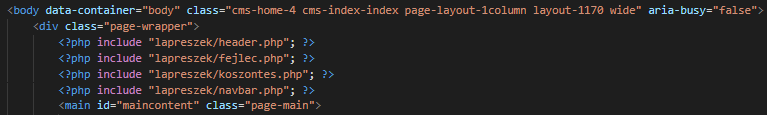 <body data-container="body" class="cms-home-4 cms-index-index page-layout-1column layout-1170 wide" aria-busy="false">
<div class="page-wrapper">
<?php include "lapreszek/header.php"; ?>
<?php include "lapreszek/fejlec.php"; ?>
<?php include "lapreszek/koszontes.php"; ?>
<?php include "lapreszek/navbar.php"; ?>
<main id="maincontent" class="page-main">